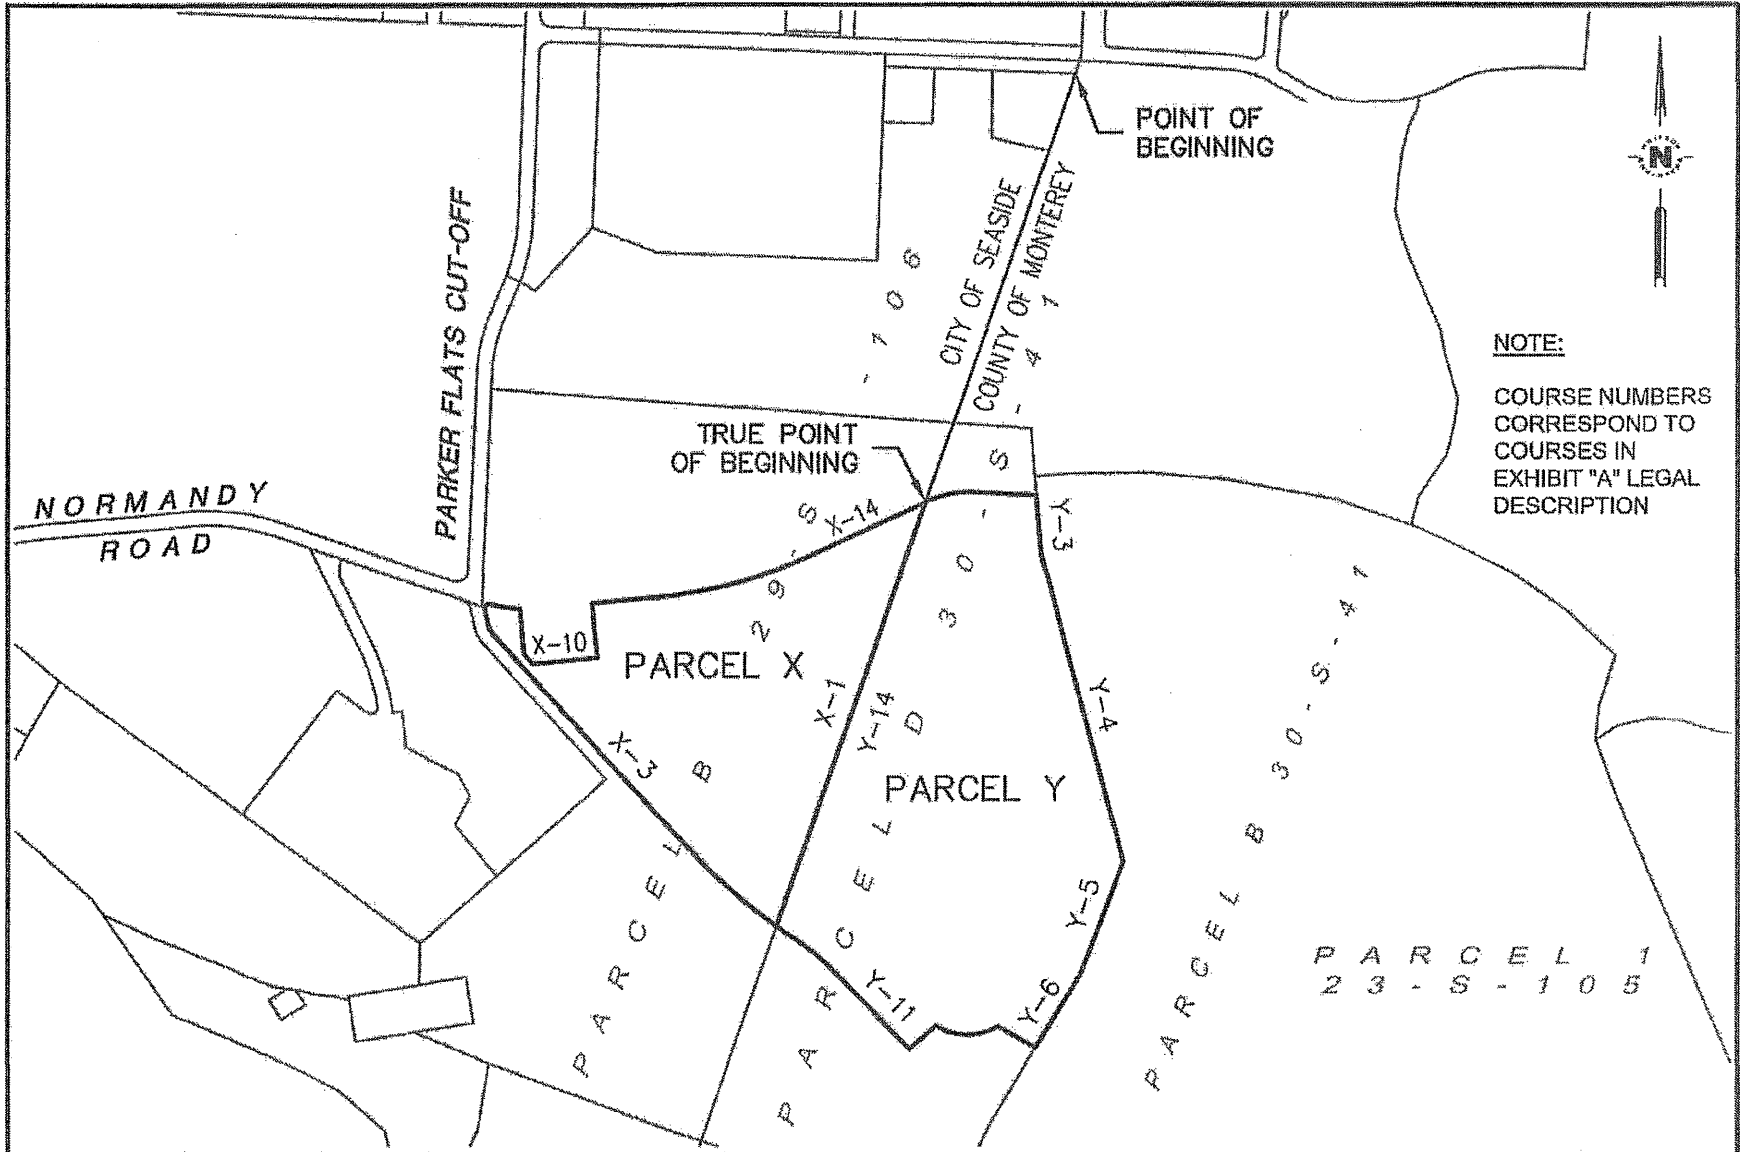 POINT OF
BEGINNING
N
CITY OF SEASIDE
COUNTY OF MONTEREY
PARKER FLATS CUT-OFF
NOTE:
COURSE NUMBERS
CORRESPOND TO
COURSES IN
EXHIBIT "A" LEGAL
DESCRIPTION
TRUE POINT
OF BEGINNING
NORMANDY
ROAD
X-14
Y-3
X-10
PARCEL X
X-1
Y-14
Y-4
X-3
PARCEL Y
Y-5
Y-6
Y-11
PARCEL B 29-S-106
PARCEL D 30-S-41
PARCEL B 30-S-41
PARCEL 1
23-S-105